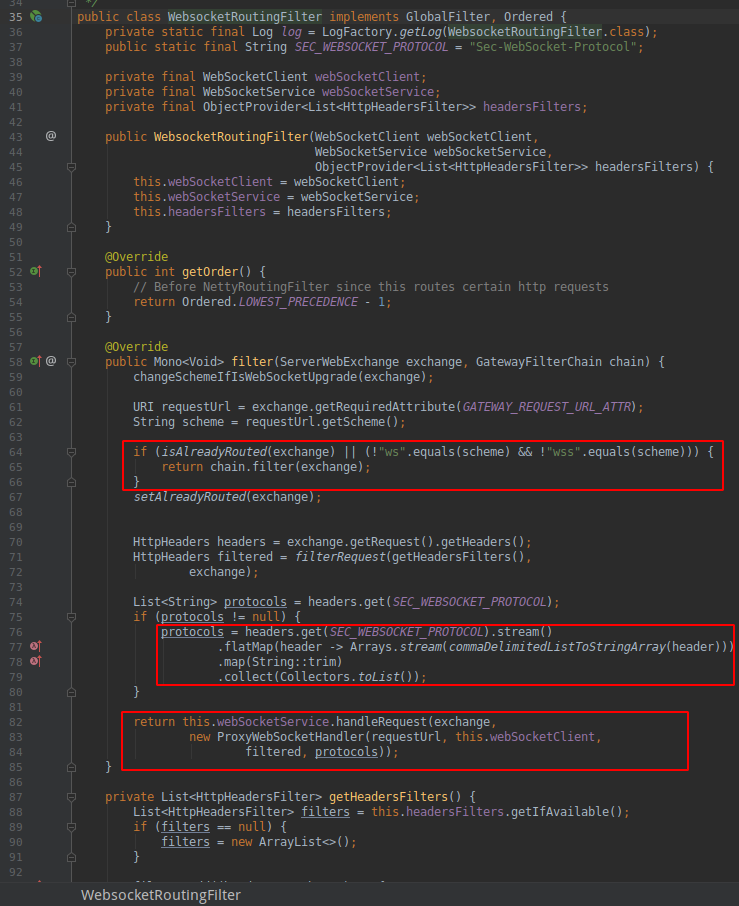 34 */
35 public class WebsocketRoutingFilter implements GlobalFilter, Ordered {
36 private static final Log log = LogFactory.getLog(WebsocketRoutingFilter.class);
37 public static final String SEC_WEBSOCKET_PROTOCOL = "Sec-WebSocket-Protocol";
38
39 private final WebSocketClient webSocketClient;
40 private final WebSocketService webSocketService;
41 private final ObjectProvider<List<HttpHeadersFilter>> headersFilters;
42
43 @ public WebsocketRoutingFilter(WebSocketClient webSocketClient,
44 WebSocketService webSocketService,
45 ObjectProvider<List<HttpHeadersFilter>> headersFilters) {
46 this.webSocketClient = webSocketClient;
47 this.webSocketService = webSocketService;
48 this.headersFilters = headersFilters;
49 }
50
51 @Override
52 public int getOrder() {
53 // Before NettyRoutingFilter since this routes certain http requests
54 return Ordered.LOWEST_PRECEDENCE - 1;
55 }
56
57 @Override
58 @ public Mono<Void> filter(ServerWebExchange exchange, GatewayFilterChain chain) {
59 changeSchemeIfIsWebSocketUpgrade(exchange);
60
61 URI requestUrl = exchange.getRequiredAttribute(GATEWAY_REQUEST_URL_ATTR);
62 String scheme = requestUrl.getScheme();
63
64 if (isAlreadyRouted(exchange) || (!"ws".equals(scheme) && !"wss".equals(scheme))) {
65 return chain.filter(exchange);
66 }
67 setAlreadyRouted(exchange);
68
69
70 HttpHeaders headers = exchange.getRequest().getHeaders();
71 HttpHeaders filtered = filterRequest(getHeadersFilters(),
72 exchange);
73
74 List<String> protocols = headers.get(SEC_WEBSOCKET_PROTOCOL);
75 if (protocols != null) {
76 protocols = headers.get(SEC_WEBSOCKET_PROTOCOL).stream()
77 .flatMap(header -> Arrays.stream(commaDelimitedListToStringArray(header)))
78 .map(String::trim)
79 .collect(Collectors.toList());
80 }
81
82 return this.webSocketService.handleRequest(exchange,
83 new ProxyWebSocketHandler(requestUrl, this.webSocketClient,
84 filtered, protocols));
85 }
86
87 private List<HttpHeadersFilter> getHeadersFilters() {
88 List<HttpHeadersFilter> filters = this.headersFilters.getIfAvailable();
89 if (filters == null) {
90 filters = new ArrayList<>();
91 }
92
WebsocketRoutingFilter